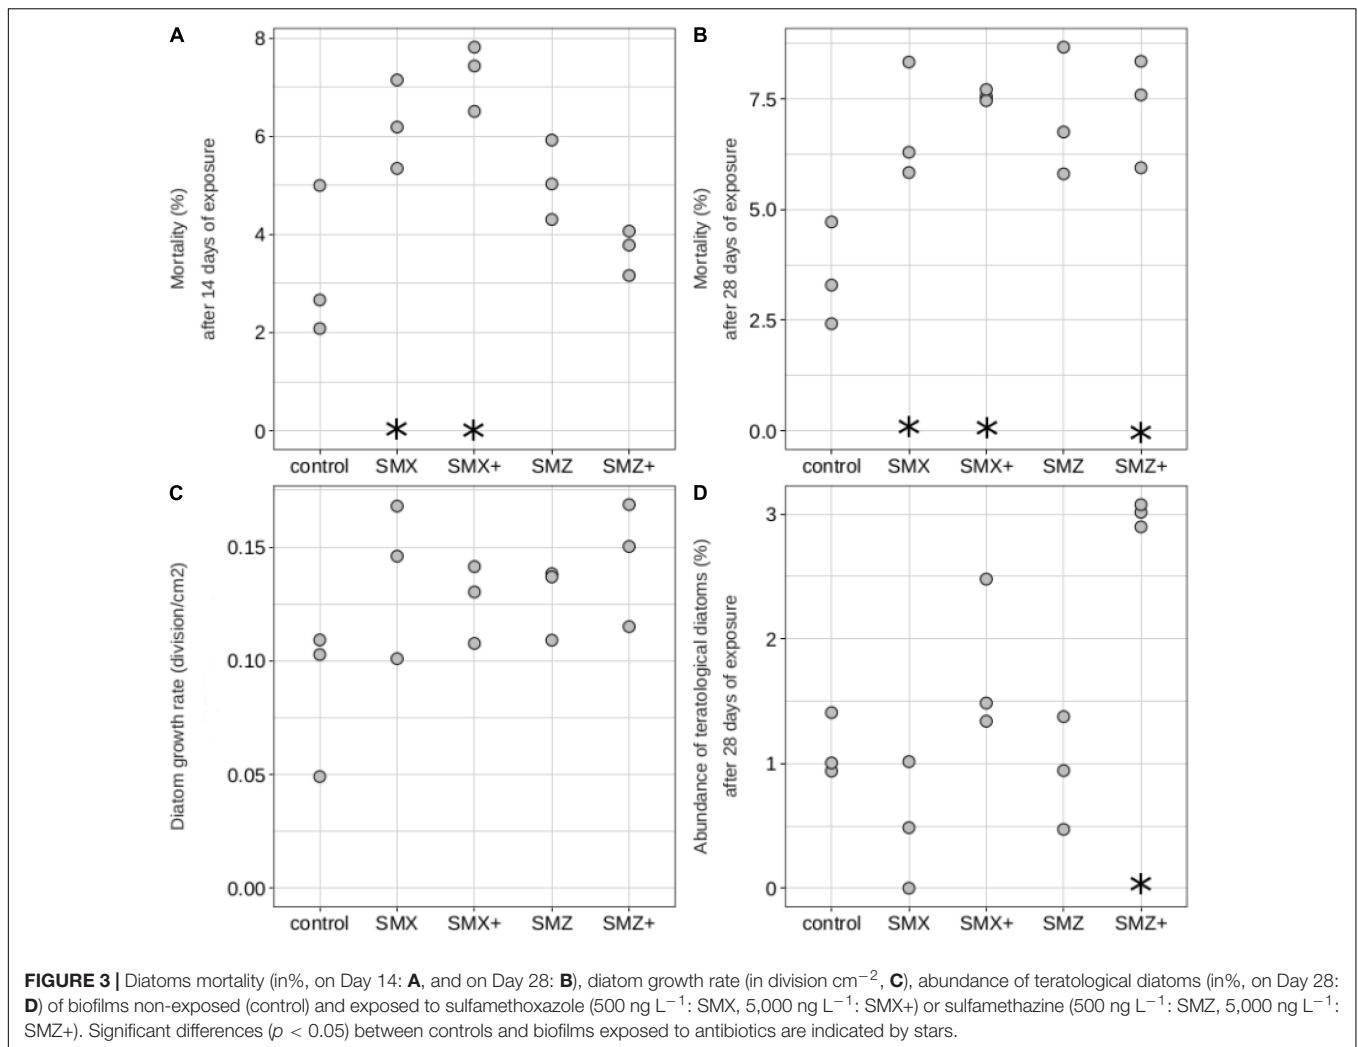 A
8
6
4
2
0
Mortality (%)
after 14 days of exposure
control SMX SMX+ SMZ SMZ+
B
7.5
5.0
2.5
0.0
Mortality (%)
after 28 days of exposure
control SMX SMX+ SMZ SMZ+
C
0.15
0.10
0.05
0.00
Diatom growth rate (division/cm2)
control SMX SMX+ SMZ SMZ+
D
3
2
1
0
Abundance of teratological diatoms (%)
after 28 days of exposure
control SMX SMX+ SMZ SMZ+
FIGURE 3 | Diatoms mortality (in%, on Day 14: A, and on Day 28: B), diatom growth rate (in division cm⁻², C), abundance of teratological diatoms (in%, on Day 28:
D) of biofilms non-exposed (control) and exposed to sulfamethoxazole (500 ng L⁻¹: SMX, 5,000 ng L⁻¹: SMX+) or sulfamethazine (500 ng L⁻¹: SMZ, 5,000 ng L⁻¹:
SMZ+). Significant differences (p < 0.05) between controls and biofilms exposed to antibiotics are indicated by stars.